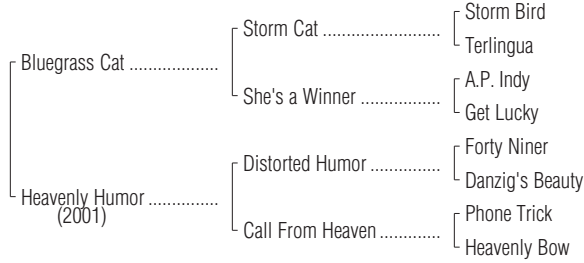 Storm Bird
Storm Cat ........................
Terlingua
Bluegrass Cat ..................
A.P. Indy
She's a Winner ................
Get Lucky
Forty Niner
Distorted Humor ..............
Danzig's Beauty
Heavenly Humor ..............
(2001)
Phone Trick
Call From Heaven ............
Heavenly Bow